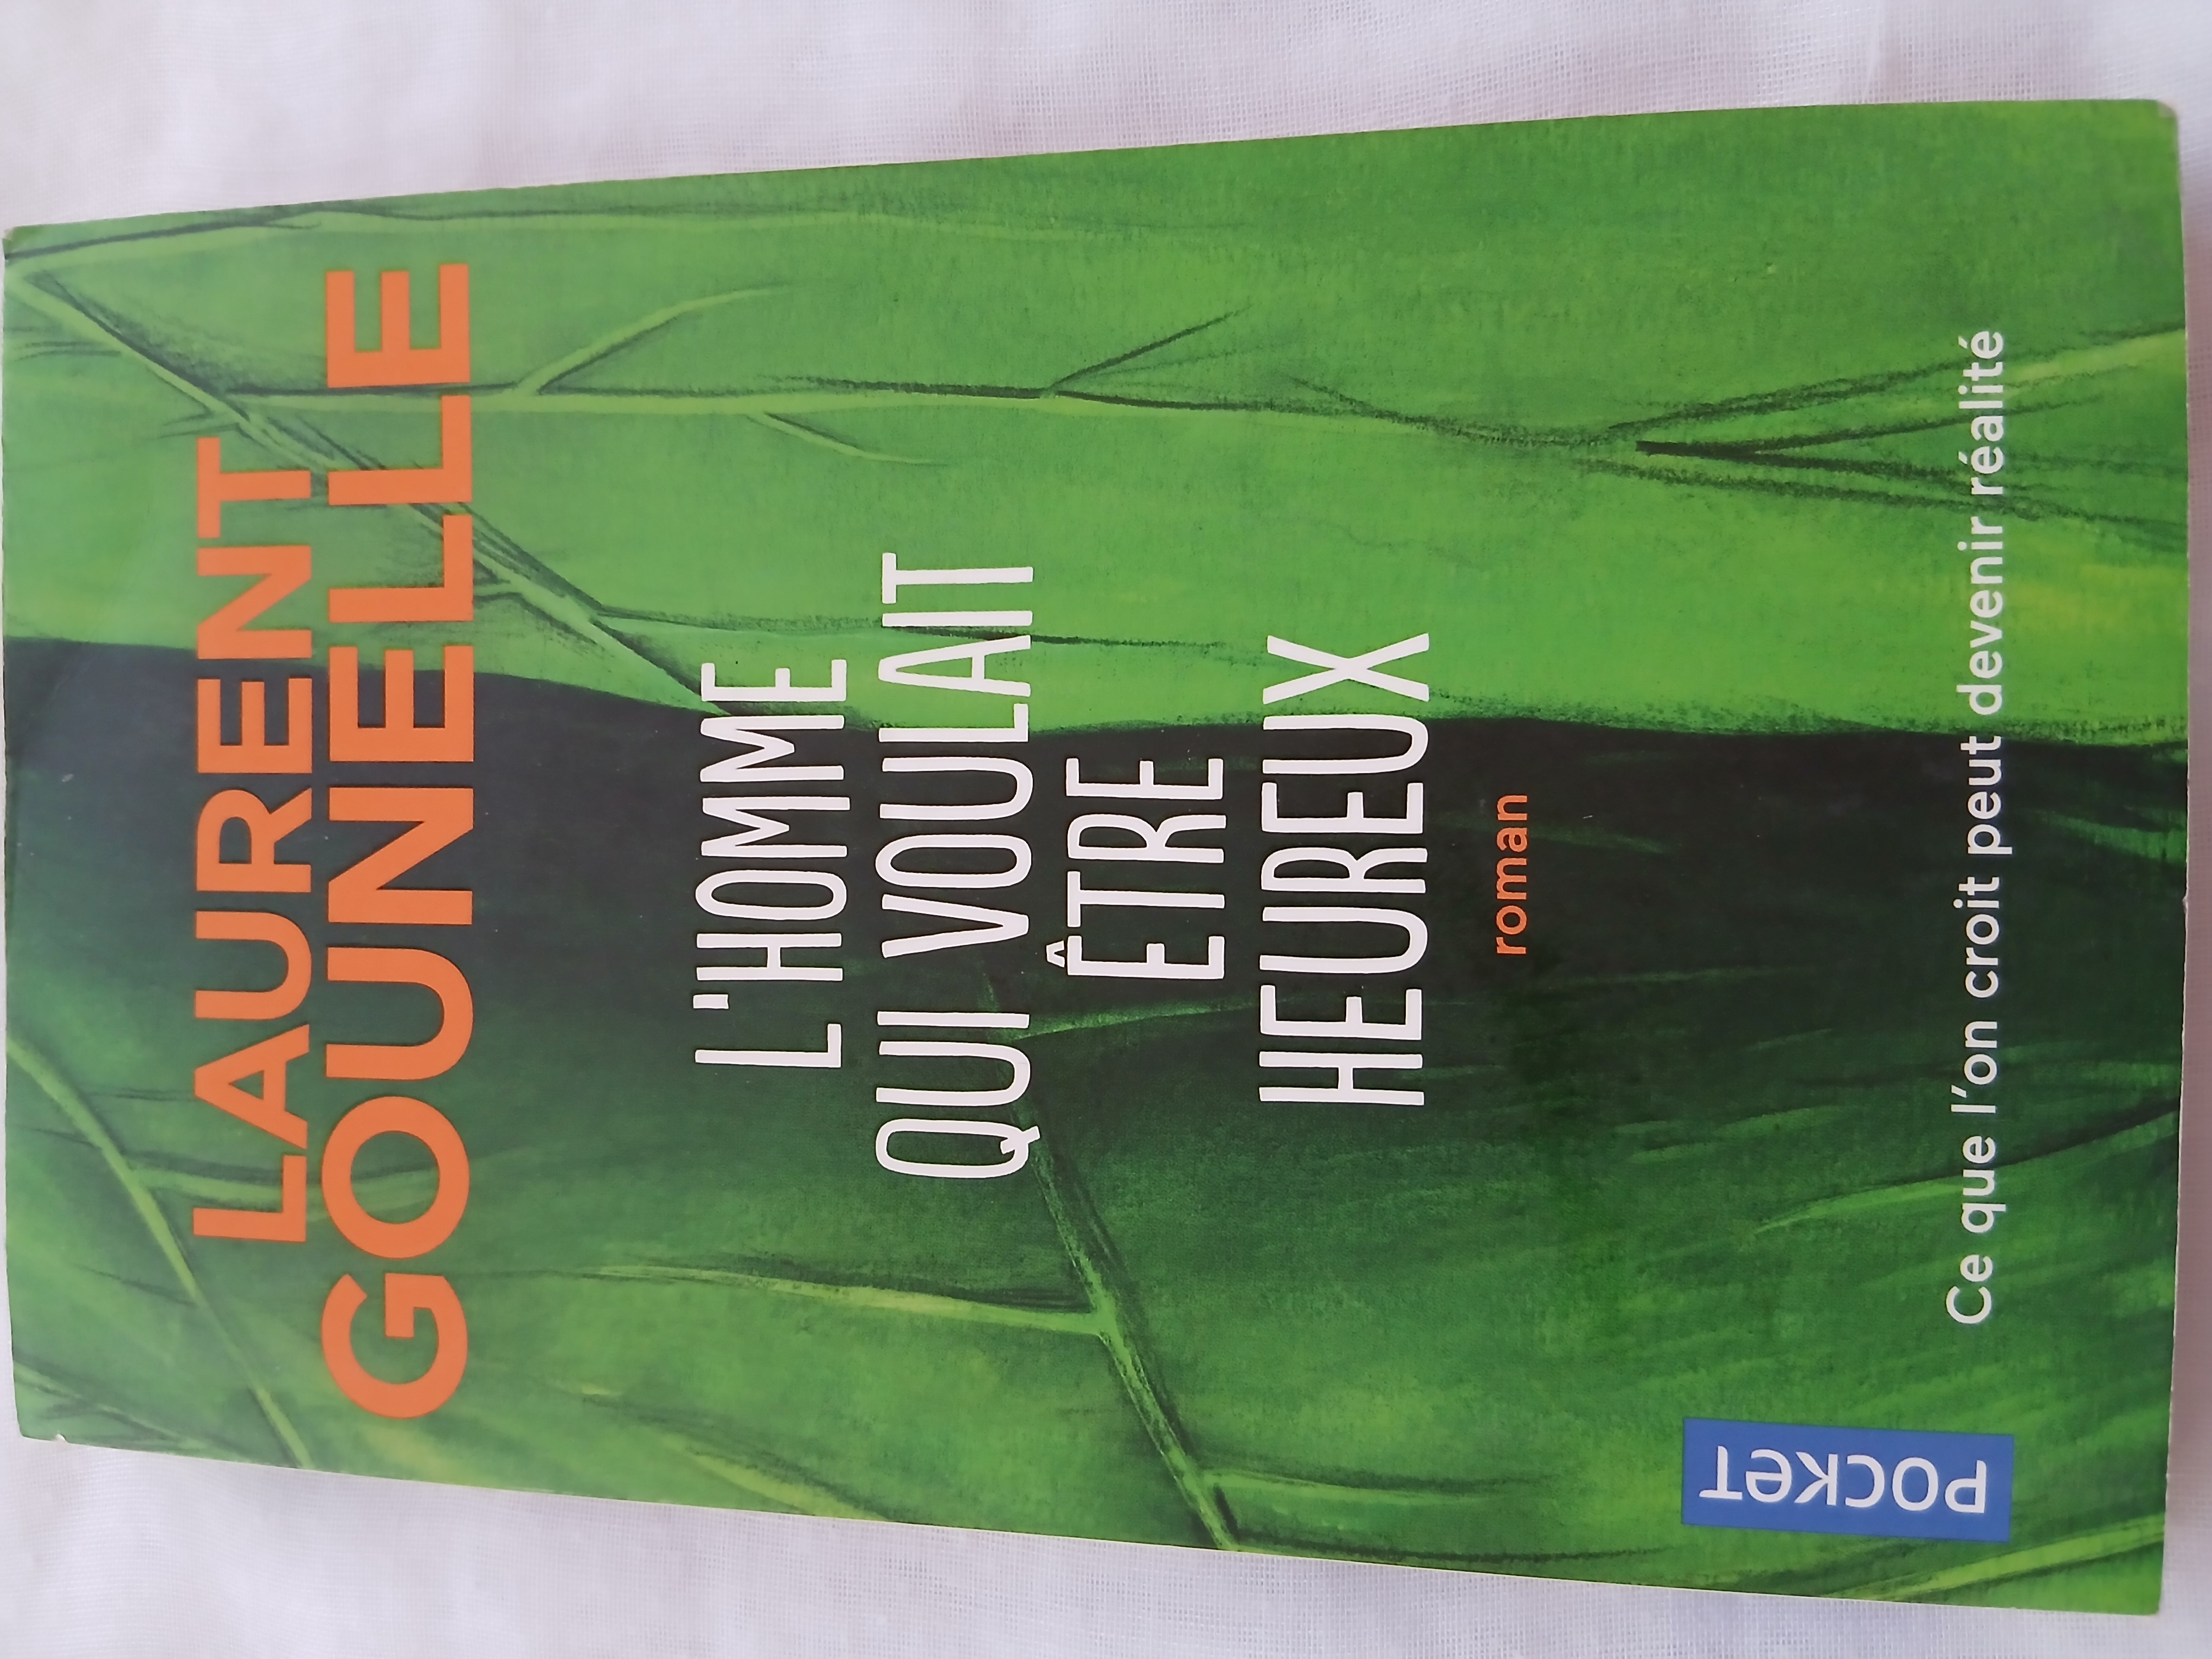 LAURENT
GOUNELLE
L'HOMME
QUI VOULAIT
ÊTRE
HEUREUX
roman
Ce que l'on croit peut devenir réalité
POCKET